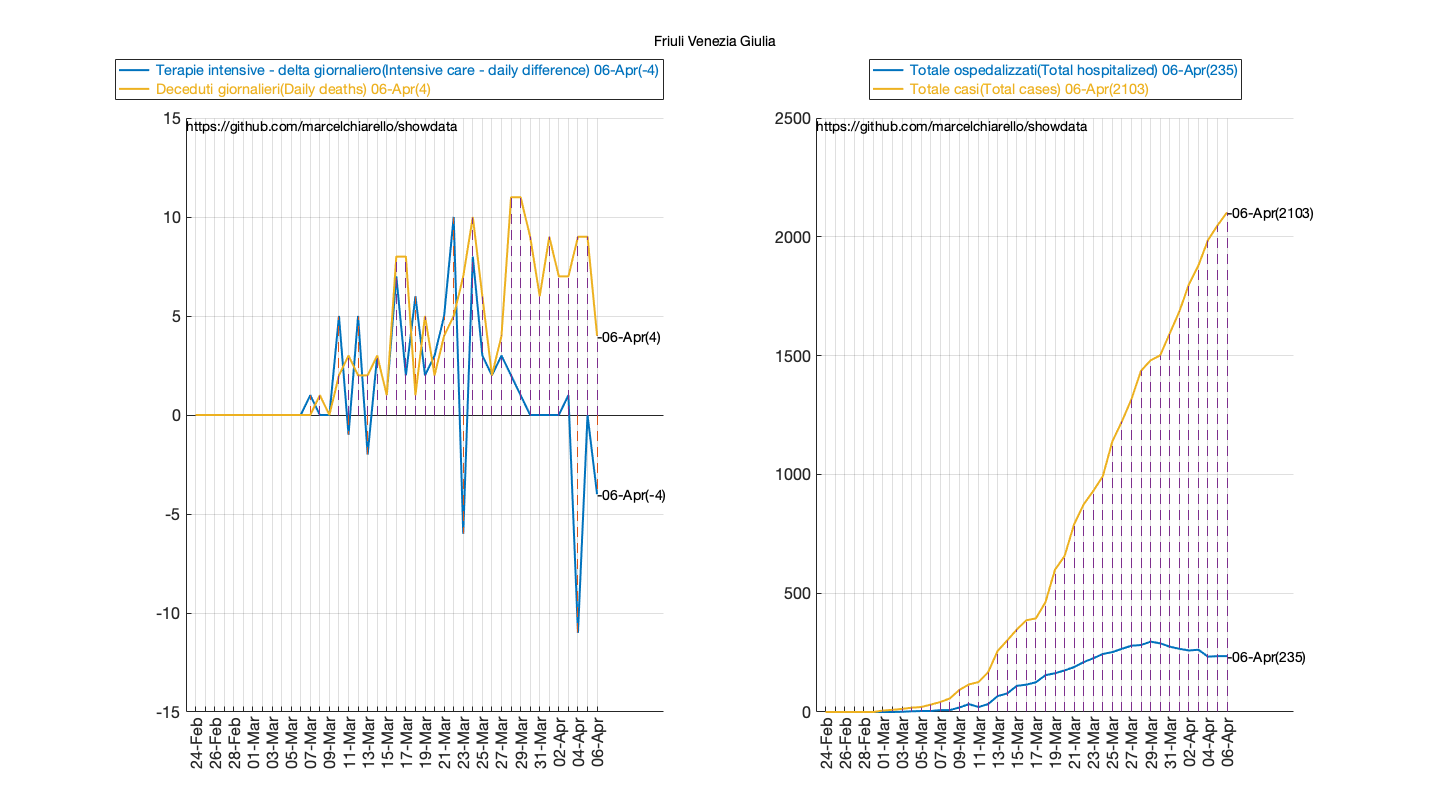 Friuli Venezia Giulia
Terapie intensive - delta giornaliero(Intensive care - daily difference) 06-Apr(-4)
Deceduti giornalieri(Daily deaths) 06-Apr(4)
https://github.com/marcelchiarello/showdata
15
10
5
0
-5
-10
-15
-06-Apr(4)
-06-Apr(-4)
24-Feb
26-Feb
28-Feb
01-Mar
03-Mar
05-Mar
07-Mar
09-Mar
11-Mar
13-Mar
15-Mar
17-Mar
19-Mar
21-Mar
23-Mar
25-Mar
27-Mar
29-Mar
31-Mar
02-Apr
04-Apr
06-Apr
Totale ospedalizzati(Total hospitalized) 06-Apr(235)
Totale casi(Total cases) 06-Apr(2103)
https://github.com/marcelchiarello/showdata
2500
2000
1500
1000
500
0
-06-Apr(2103)
-06-Apr(235)
24-Feb
26-Feb
28-Feb
01-Mar
03-Mar
05-Mar
07-Mar
09-Mar
11-Mar
13-Mar
15-Mar
17-Mar
19-Mar
21-Mar
23-Mar
25-Mar
27-Mar
29-Mar
31-Mar
02-Apr
04-Apr
06-Apr